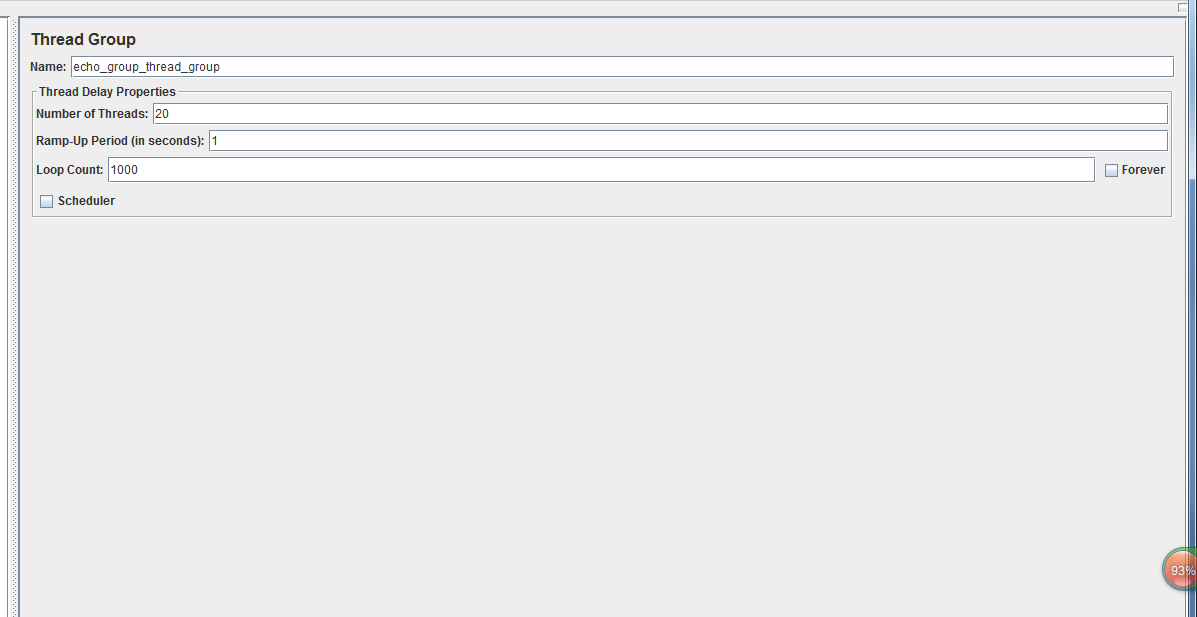 Thread Group
Name: echo_group_thread_group
Thread Delay Properties
Number of Threads: 20
Ramp-Up Period (in seconds): 1
Loop Count: 1000 Forever
Scheduler
93%